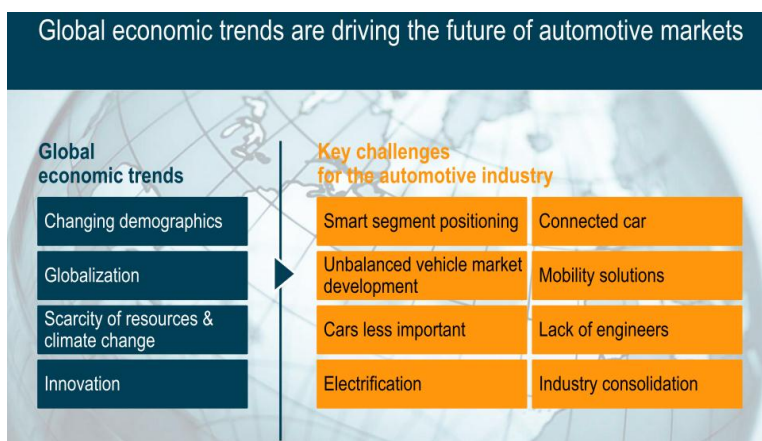 Global economic trends are driving the future of automotive markets
Global
economic trends
Changing demographics
Globalization
Scarcity of resources &
climate change
Innovation
Key challenges
for the automotive industry
Smart segment positioning
Connected car
Unbalanced vehicle market
development
Mobility solutions
Cars less important
Lack of engineers
Electrification
Industry consolidation